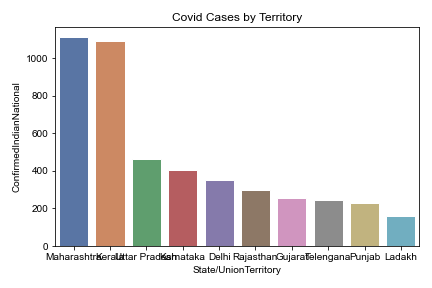 Covid Cases by Territory
ConfirmedIndianNational
1000
800
600
400
200
0
Maharashtra Kerala Uttar Pradesh Karnataka Delhi Rajasthan Gujarat Telengana Punjab Ladakh
State/UnionTerritory